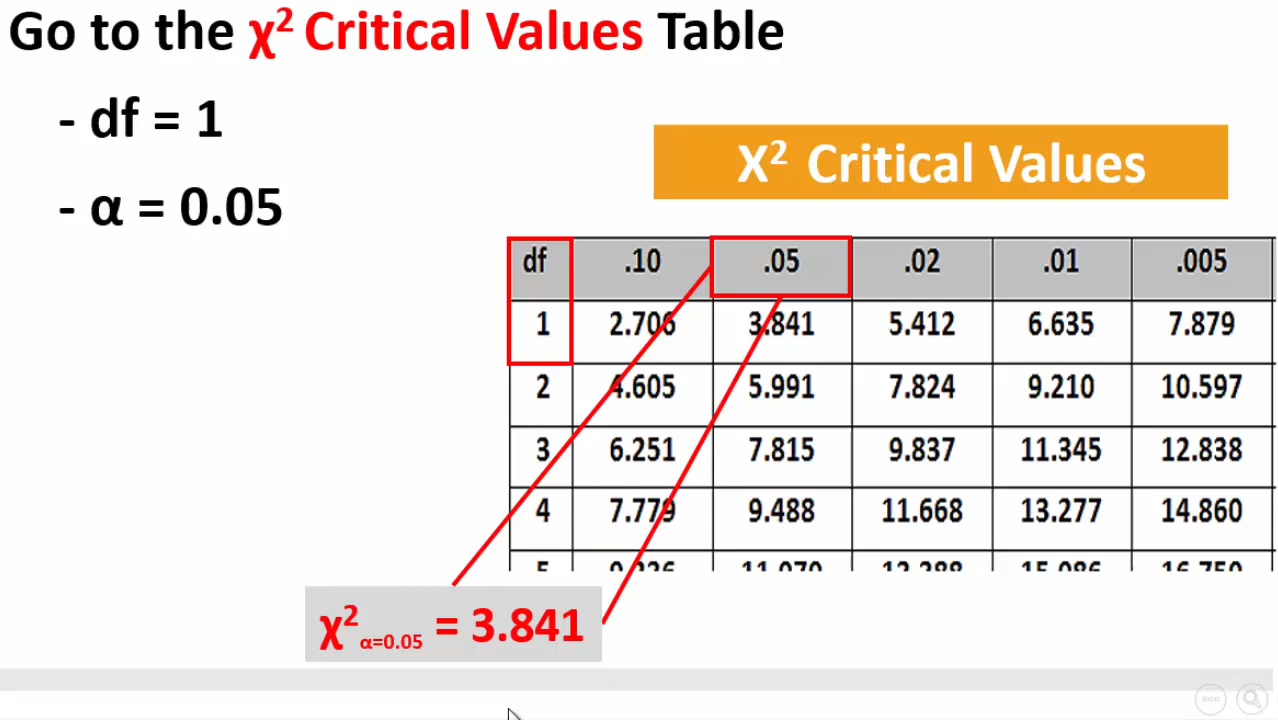 Go to the χ² Critical Values Table
- df = 1
- α = 0.05
X² Critical Values
df .10 .05 .02 .01 .005
1 2.706 3.841 5.412 6.635 7.879
2 4.605 5.991 7.824 9.210 10.597
3 6.251 7.815 9.837 11.345 12.838
4 7.779 9.488 11.668 13.277 14.860
5 9.236 11.070 13.388 15.086 16.750
χ²α=0.05 = 3.841